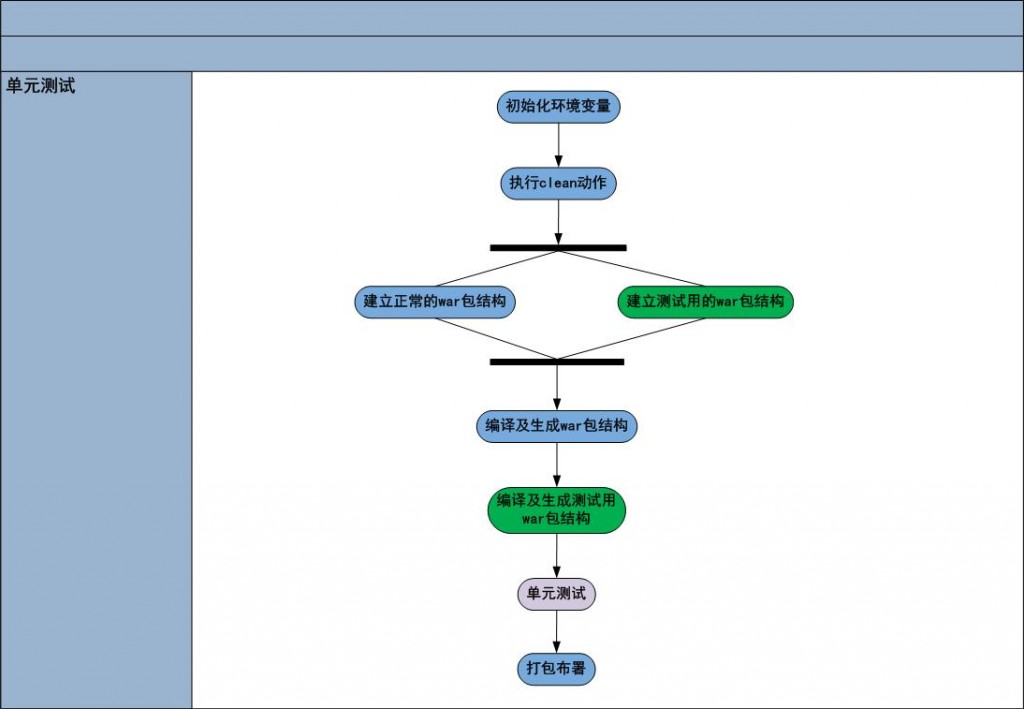 单元测试
初始化环境变量
执行clean动作
建立正常的war包结构
建立测试用的war包结构
编译及生成war包结构
编译及生成测试用
war包结构
单元测试
打包布署